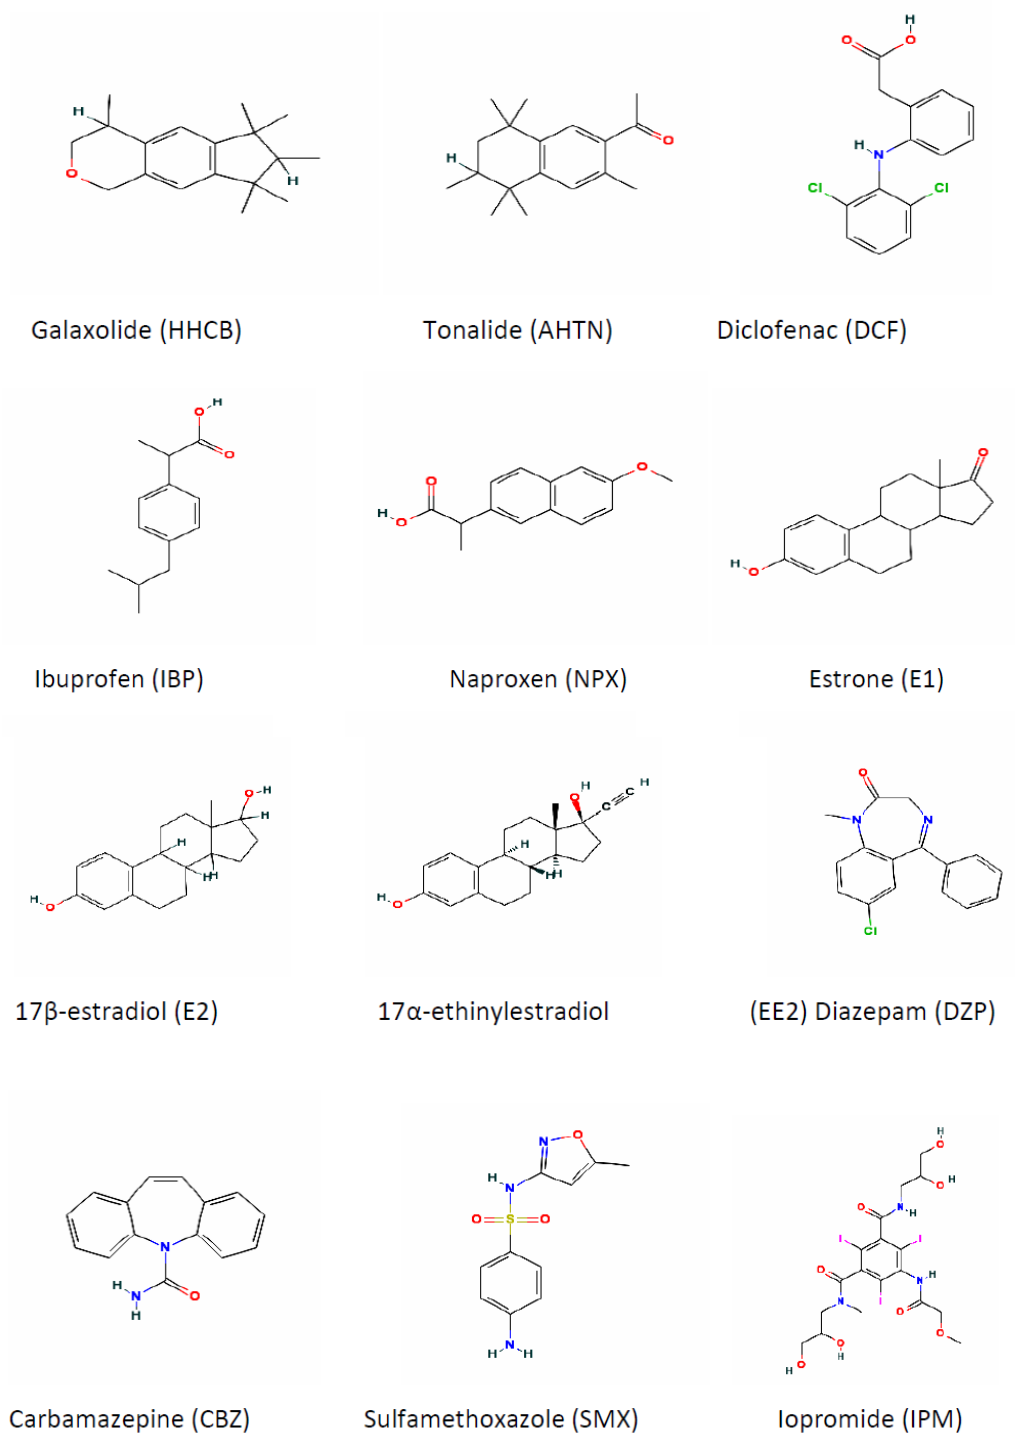 Galaxolide (HHCB) Tonalide (AHTN) Diclofenac (DCF)
Ibuprofen (IBP) Naproxen (NPX) Estrone (E1)
17β-estradiol (E2) 17α-ethinylestradiol (EE2) Diazepam (DZP)
Carbamazepine (CBZ) Sulfamethoxazole (SMX) Iopromide (IPM)